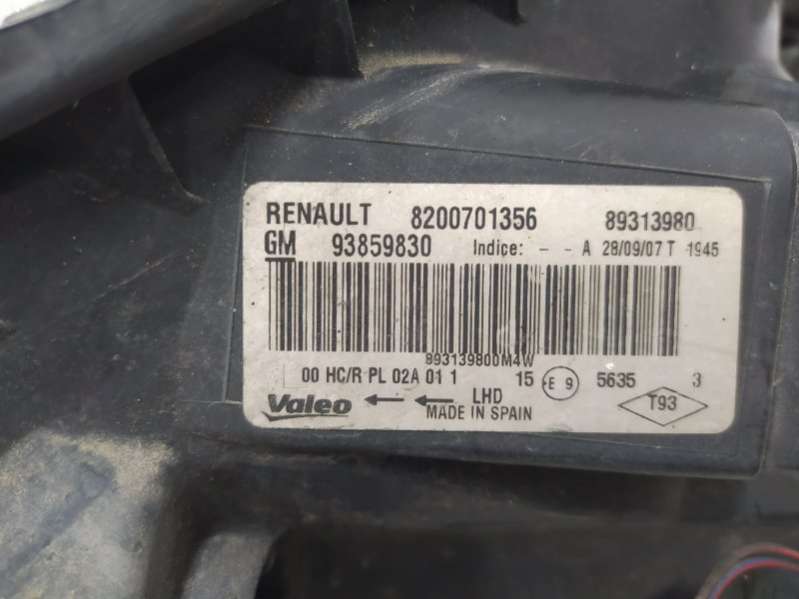 RENAULT 8200701356 89313980
GM 93859830 Indice: - - A 28/09/07 T 1945
893139800M4W
00 HC/R PL 02A 01 1 15 E 9 5635 3
Valeo LHD T93
MADE IN SPAIN